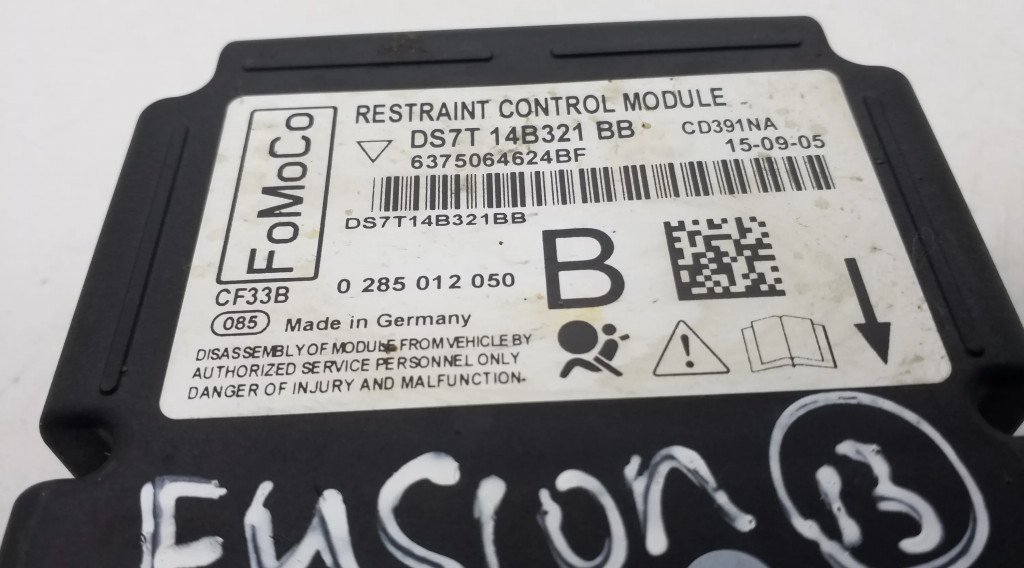 FoMoCo
RESTRAINT CONTROL MODULE
DS7T 14B321 BB CD391NA
6375064624BF 15-09-05
DS7T14B321BB
CF33B 0 285 012 050 B
085 Made in Germany
DISASSEMBLY OF MODULE FROM VEHICLE BY
AUTHORIZED SERVICE PERSONNEL ONLY
DANGER OF INJURY AND MALFUNCTION.
FUSION 13